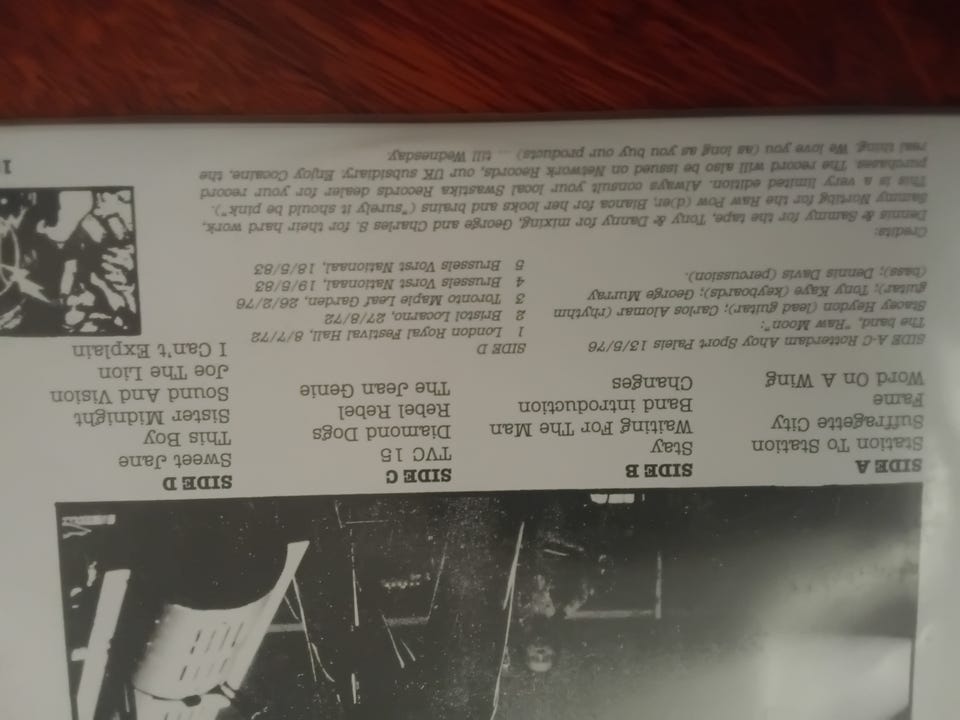 SIDE A
Station To Station
Suffragette City
Fame
Word On A Wing
SIDE B
Stay
Waiting For The Man
Band introduction
Changes
SIDE C
TVC 15
Diamond Dogs
Rebel Rebel
The Jean Genie
SIDE D
Sweet Jane
This Boy
Sister Midnight
Sound And Vision
Joe The Lion
I Can't Explain
SIDE A-C Rotterdam Ahoy Sport Paleis 13/5/76
The band, "Raw Moon":
Stacey Heydon (lead guitar); Carlos Alomar (rhythm
guitar; Tony Kaye (keyboards); George Murray
(bass); Dennis Davis (percussion).
SIDE D
1 London Royal Festival Hall, 8/7/72
2 Bristol Locarno, 27/8/72
3 Toronto Maple Leaf Garden, 26/2/76
4 Brussels Vorst Nationaal, 19/5/83
5 Brussels Vorst Nationaal, 18/5/83
Credits:
Dennis & Sammy for the tape, Tony & Danny for mixing, George and Charles S. for their hard work,
Sammy for the Raw Pow (d)er, Bianca for her looks and brains ("surely it should be pink").
This is a very limited edition. Always consult your local Swastika Records dealer for your record
purchases. The record will also be issued on Network Records, our UK subsidiary. Enjoy Cocaine, the
real thing. We love you (as long as you buy our products) ... till Wednesday.